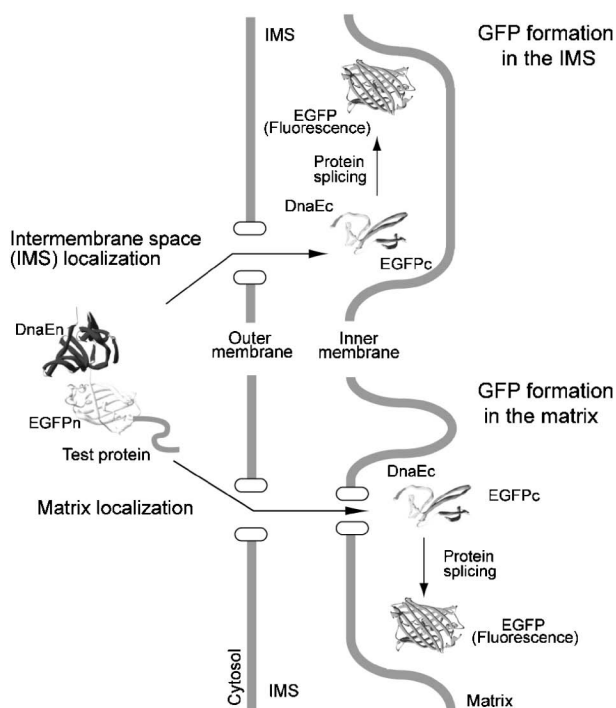 IMS
GFP formation
in the IMS
EGFP
(Fluorescence)
Protein
splicing
DnaEc
EGFPc
Intermembrane space
(IMS) localization
DnaEn
EGFPn
Test protein
Outer
membrane
Inner
membrane
GFP formation
in the matrix
Matrix localization
DnaEc
EGFPc
Protein
splicing
EGFP
(Fluorescence)
Cytosol
IMS
Matrix